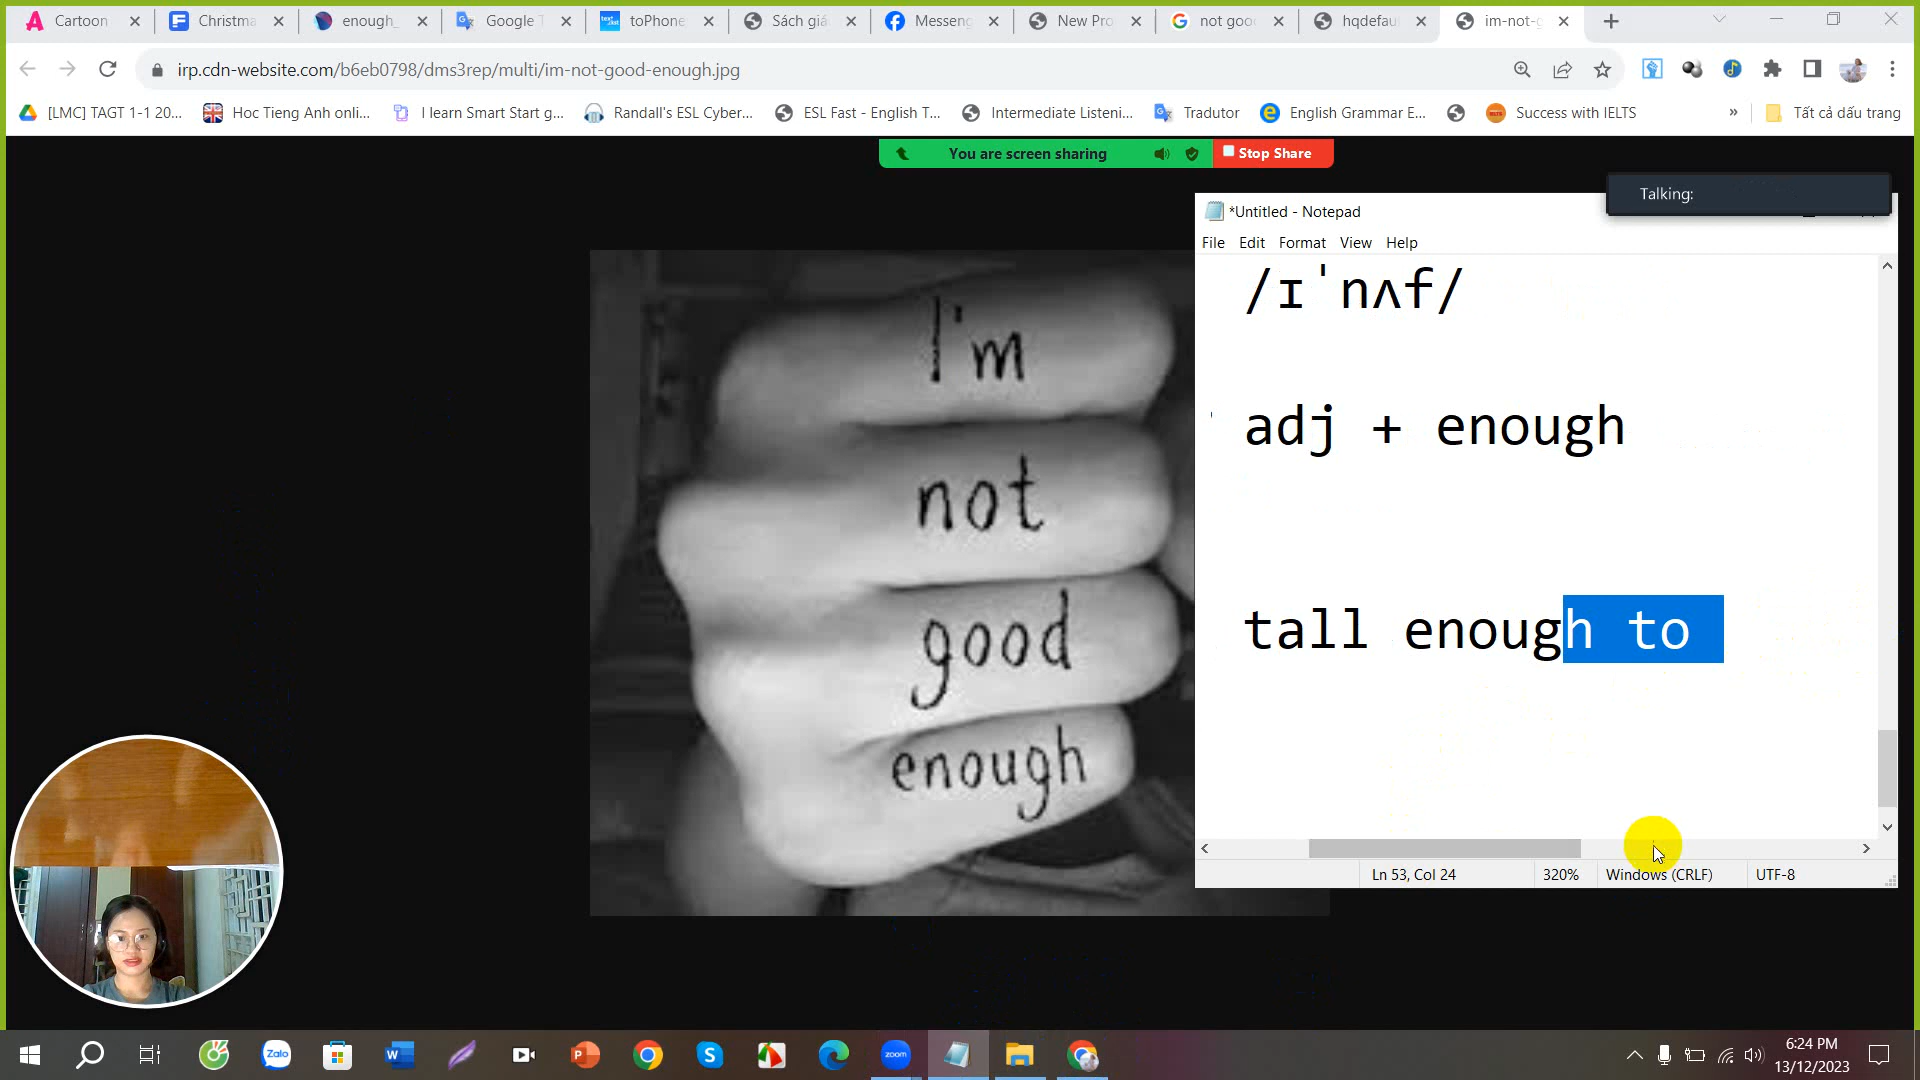 Cartoon
Christma
enough_
Google T
toPhone
Sách giá
Messeng
New Pro
not goo
hqdefau
im-not-g
irp.cdn-website.com/b6eb0798/dms3rep/multi/im-not-good-enough.jpg
[LMC] TAGT 1-1 20...
Hoc Tieng Anh onli...
I learn Smart Start g...
Randall's ESL Cyber...
ESL Fast - English T...
Intermediate Listeni...
Tradutor
English Grammar E...
Success with IELTS
»
Tất cả dấu trang
You are screen sharing
Stop Share
Talking:
*Untitled - Notepad
File Edit Format View Help
/ɪˈnʌf/
adj + enough
tall enough to
I'm
not
good
enough
Ln 53, Col 24
320%
Windows (CRLF)
UTF-8
Zalo
zoom
6:24 PM
13/12/2023